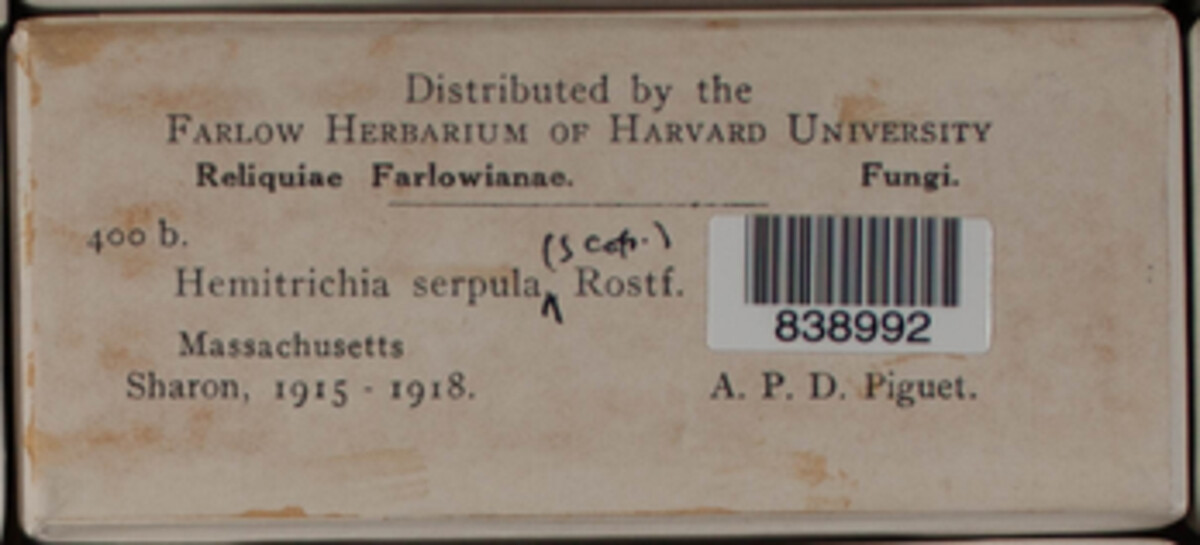 Distributed by the
FARLOW HERBARIUM OF HARVARD UNIVERSITY
Reliquiae Farlowianae. Fungi.
400 b.
(Scop.)
Hemitrichia serpula^ Rostf.
838992
Massachusetts
Sharon, 1915 - 1918. A. P. D. Piguet.